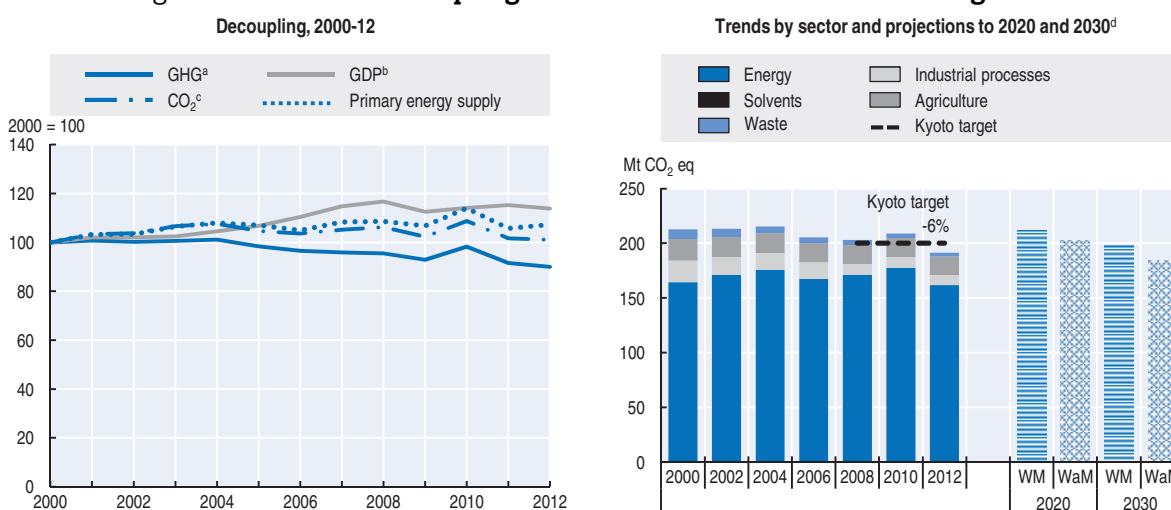 Decoupling, 2000-12
GHGa
GDPb
CO2c
Primary energy supply
2000 = 100
140
120
100
80
60
40
20
0
2000
2002
2004
2006
2008
2010
2012
Trends by sector and projections to 2020 and 2030d
Energy
Industrial processes
Solvents
Agriculture
Waste
Kyoto target
Mt CO2 eq
250
200
150
100
50
0
Kyoto target
-6%
2000
2002
2004
2006
2008
2010
2012
WM
WaM
WM
WaM
2020
2030